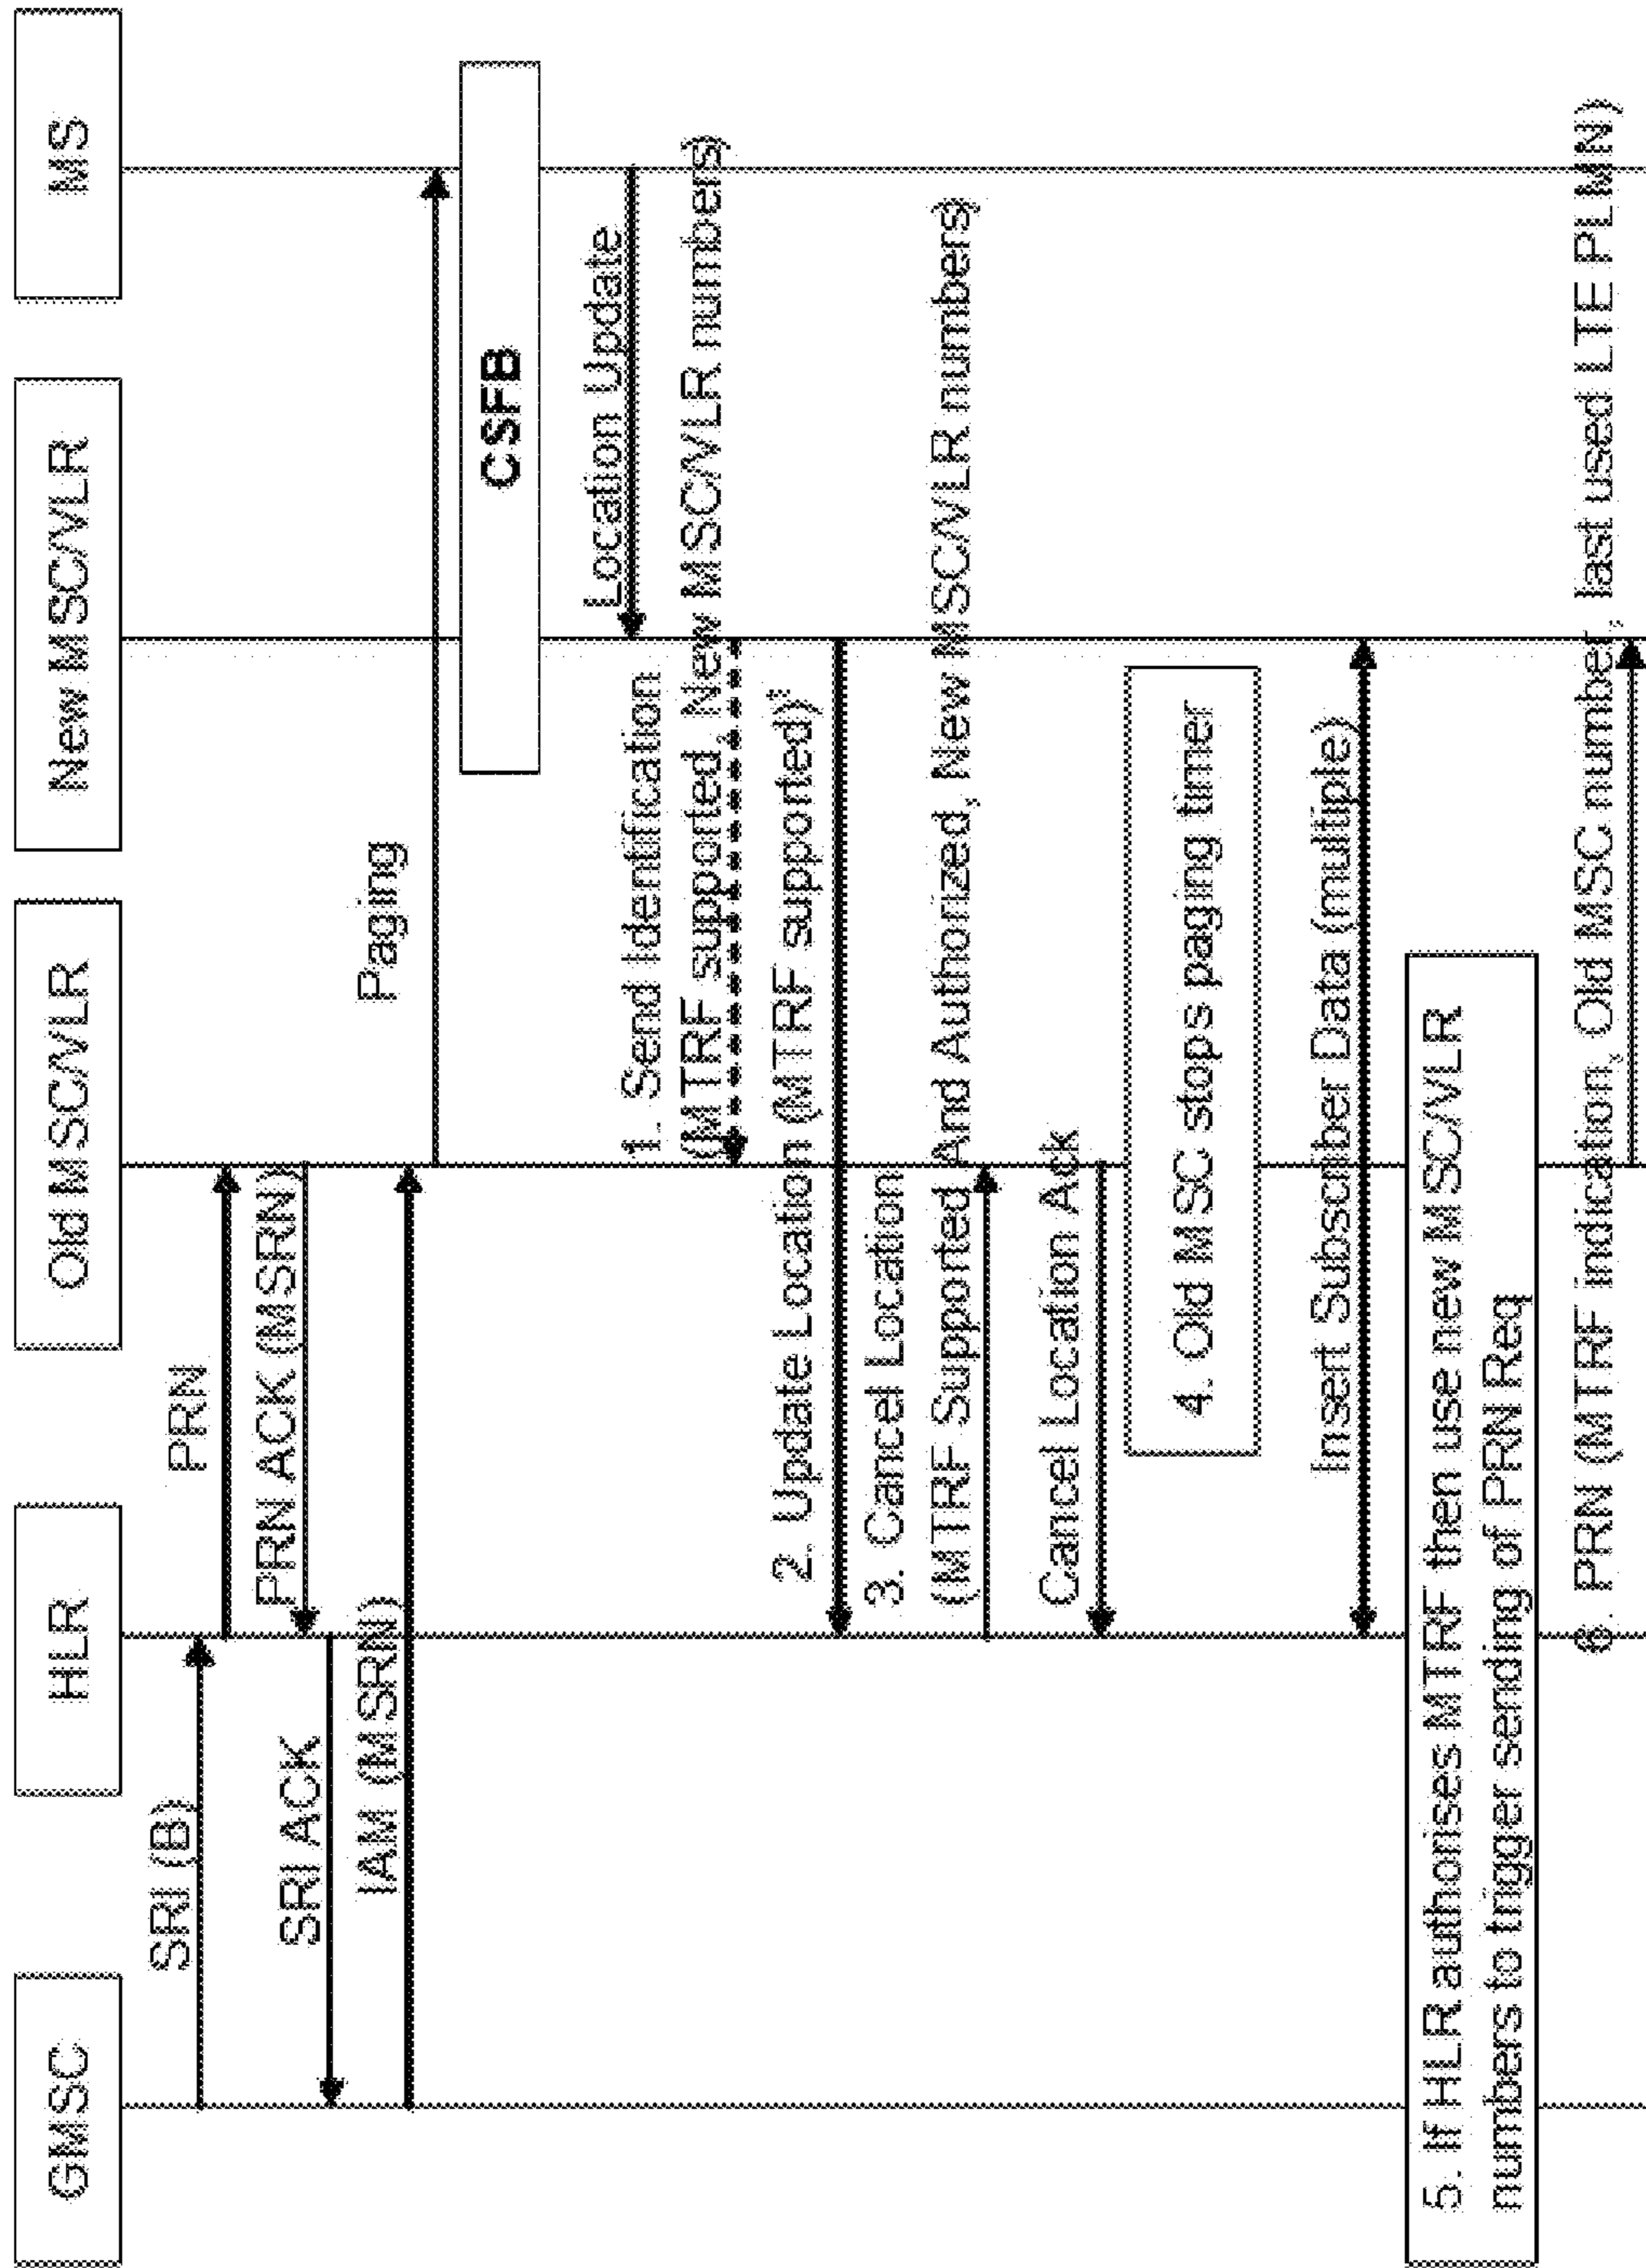 GMSC
HLR
Old MSC/VLR
New MSC/VLR
MS
SRI (B)
PRN
PRN ACK (MSRN)
SRI ACK
IAM (MSRN)
Paging
CSFB
Location Update
1. Send Identification
(MTRF supported, New MSC/VLR numbers)
2. Update Location (MTRF supported)
3. Cancel Location
(MTRF Supported And Authorized, New MSC/VLR numbers)
Cancel Location Ack
4. Old MSC stops paging timer
Insert Subscriber Data (multiple)
5. If HLR authorises MTRF then use new MSC/VLR
numbers to trigger sending of PRN Req
6. PRN (MTRF indication, Old MSC number, last used LTE PLMN)